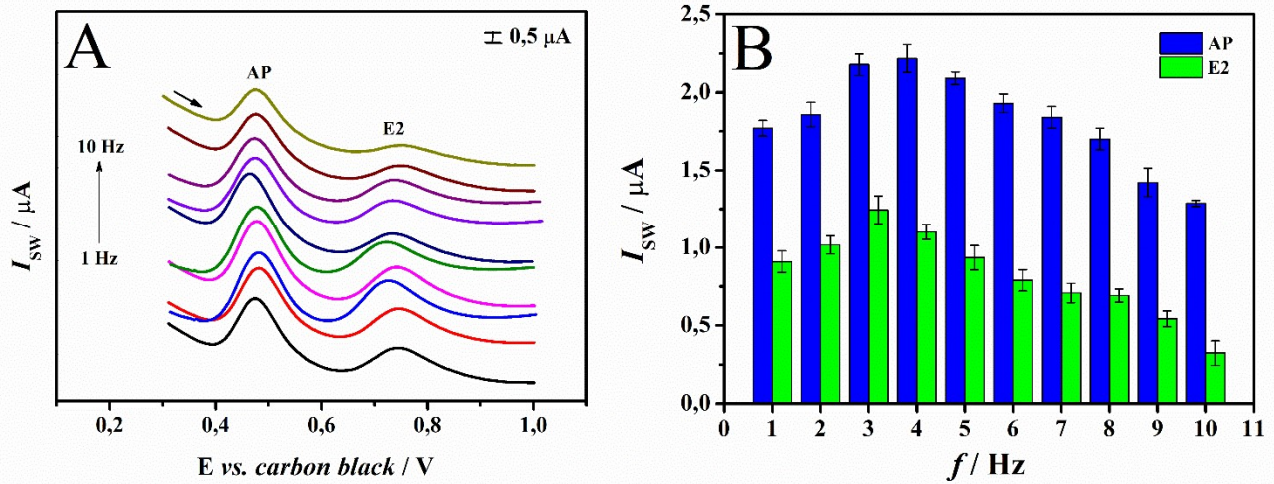 A
0,5 µA
AP
E2
10 Hz
1 Hz
I_SW / µA
0,2 0,4 0,6 0,8 1,0
E vs. carbon black / V
B
AP
E2
2,5
2,0
1,5
1,0
0,5
0,0
I_SW / µA
0 1 2 3 4 5 6 7 8 9 10 11
f / Hz